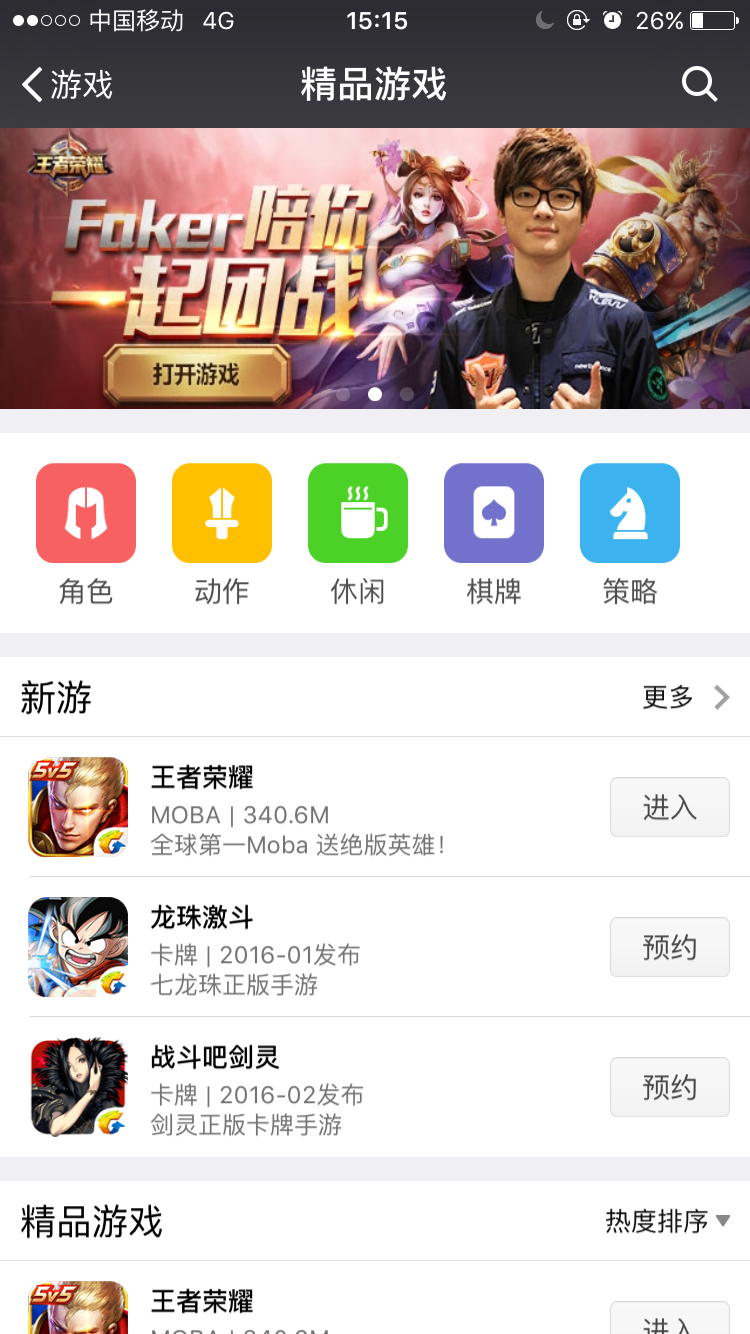 中国移动 4G 15:15 26%
游戏 精品游戏
王者荣耀
Faker陪你
一起团战
打开游戏
角色 动作 休闲 棋牌 策略
新游 更多
5V5
王者荣耀
MOBA | 340.6M
全球第一Moba 送绝版英雄!
进入
龙珠激斗
卡牌 | 2016-01发布
七龙珠正版手游
预约
战斗吧剑灵
卡牌 | 2016-02发布
剑灵正版卡牌手游
预约
精品游戏 热度排序
5V5
王者荣耀
MOBA | 340.6M
进入